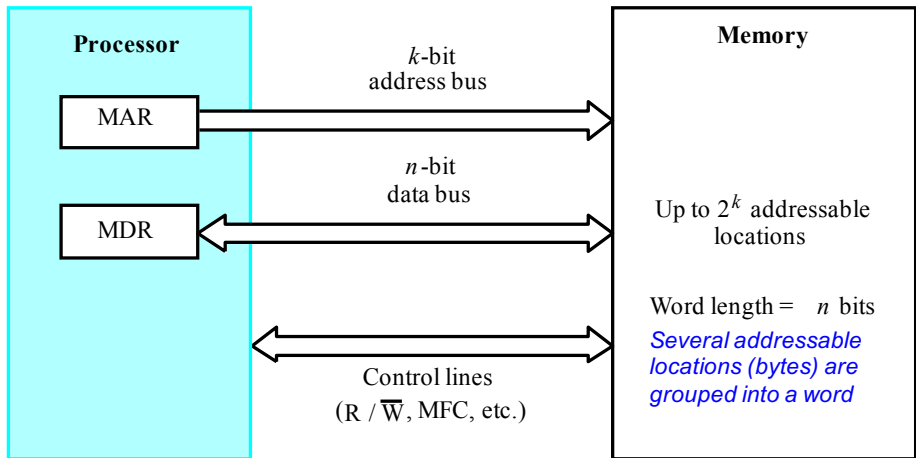 Processor
MAR
MDR
k-bit
address bus
n-bit
data bus
Control lines
(R / W̅, MFC, etc.)
Memory
Up to 2ᵏ addressable
locations
Word length = n bits
Several addressable
locations (bytes) are
grouped into a word